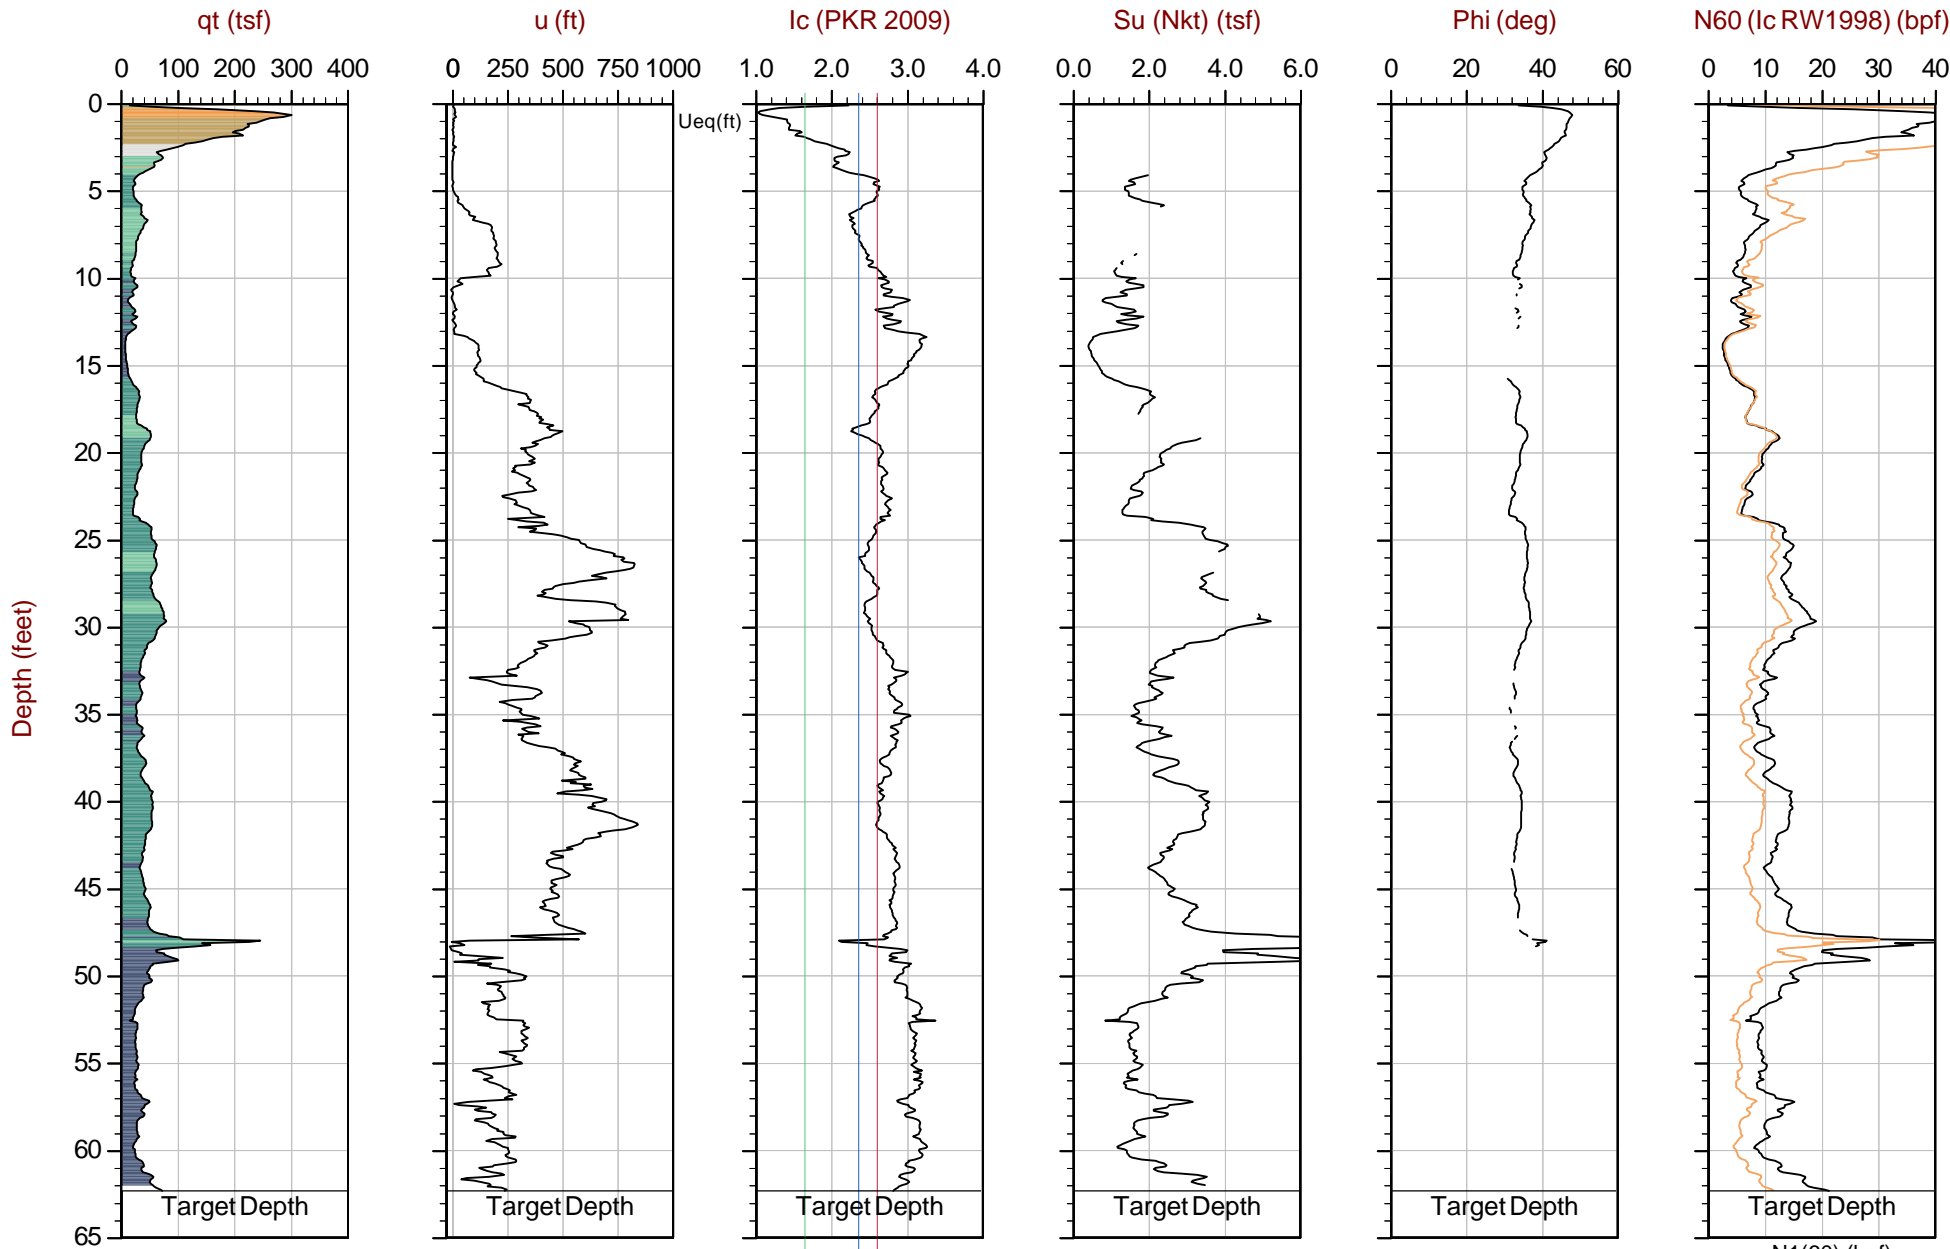 qt (tsf) u (ft) Ic (PKR 2009) Su (Nkt) (tsf) Phi (deg) N60 (Ic RW1998) (bpf)
0 100 200 300 400 0 250 500 750 1000 1.0 2.0 3.0 4.0 0.0 2.0 4.0 6.0 0 20 40 60 0 10 20 30 40
0
Ueq(ft)
5
10
15
20
25
30
Depth (feet)
35
40
45
50
55
60
Target Depth Target Depth Target Depth Target Depth Target Depth Target Depth
65